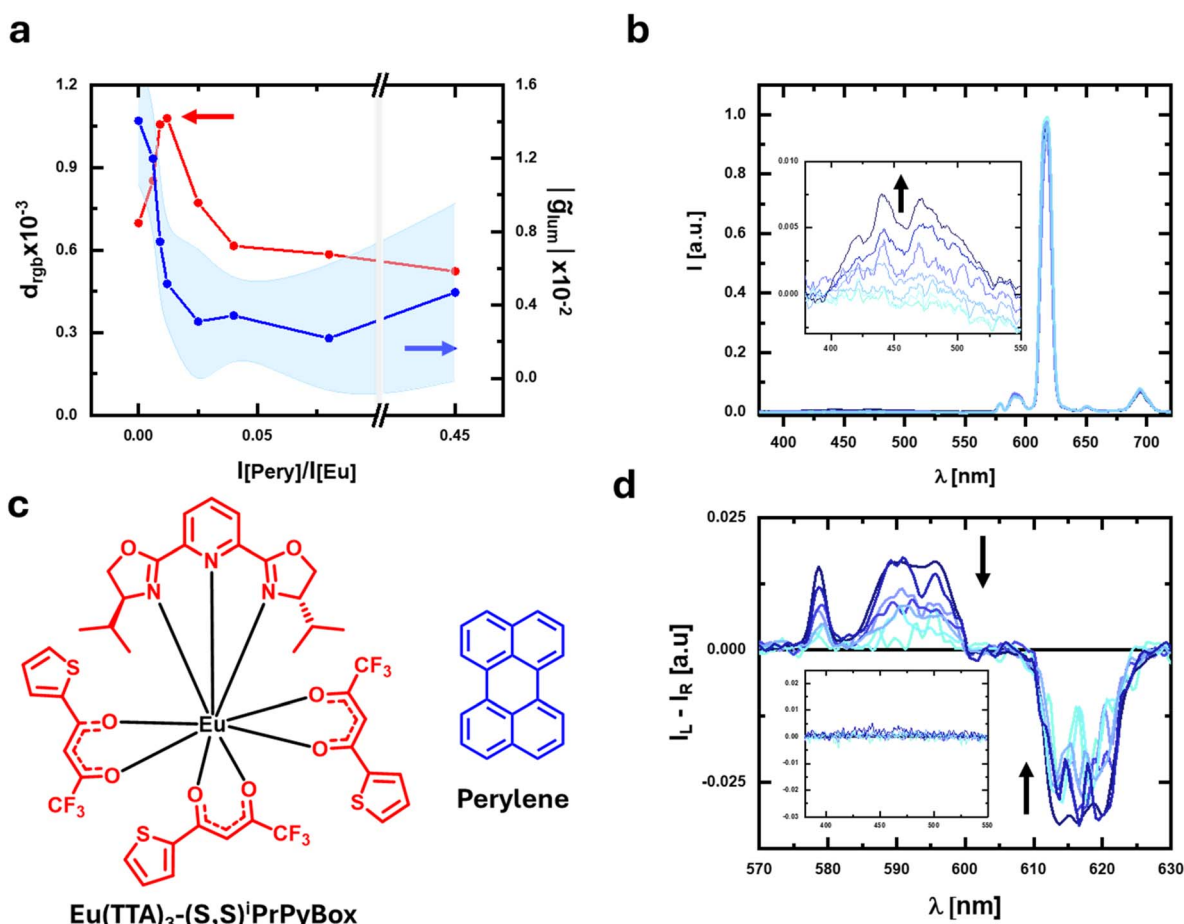 a
1.2
0.9
0.6
0.3
0.0
d_rgb x10^-3
1.6
1.2
0.8
0.4
0.0
|g̃_lum| x10^-2
0.00 0.05 0.45
I[Pery]/I[Eu]
b
1.0
0.8
0.6
0.4
0.2
0.0
I [a.u.]
0.010
0.005
0.000
400 450 500 550
400 450 500 550 600 650 700
λ [nm]
c
O N O
N N
S CF3
O O
Eu
O O
CF3 S
O O
S CF3
Eu(TTA)3-(S,S)iPrPyBox
Perylene
d
0.025
0.000
-0.025
I_L - I_R [a.u]
0.02
0.01
0.00
-0.01
-0.02
-0.03
400 450 500 550
570 580 590 600 610 620 630
λ [nm]